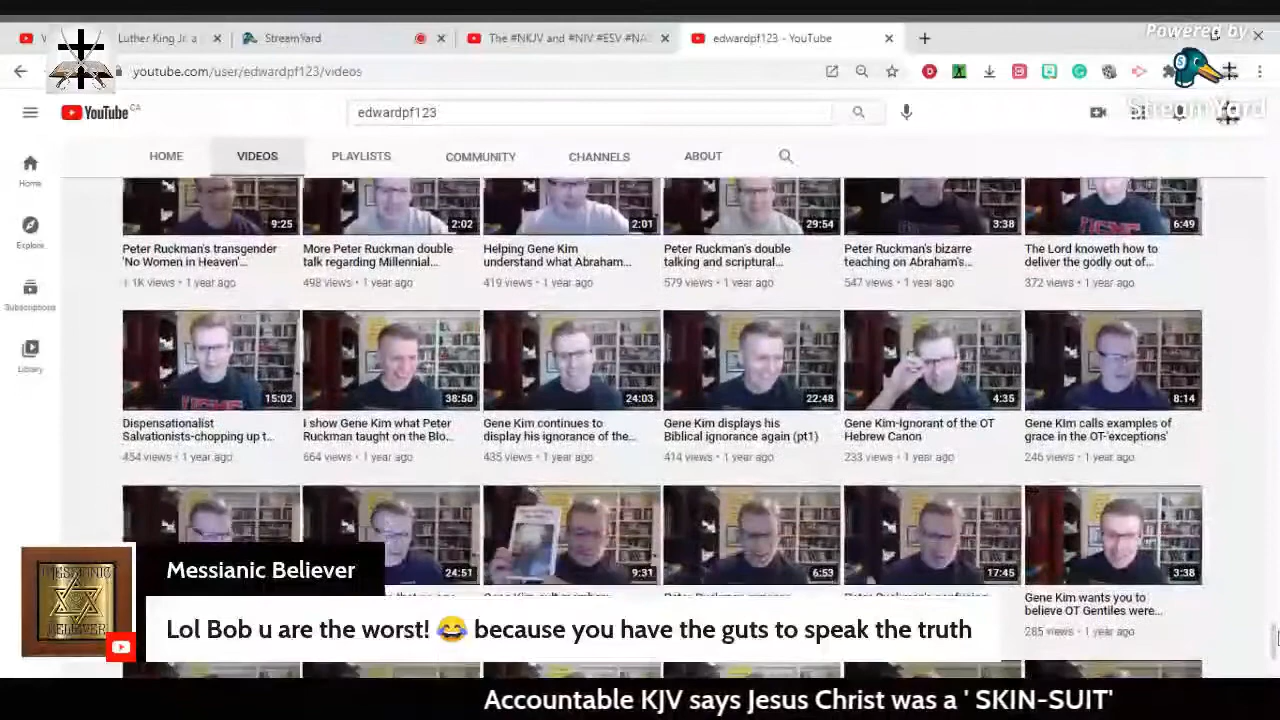 Powered by
Luther King Jr. a
StreamYard
The #NKJV and #NIV #ESV #NA
edwardpf123 - YouTube
youtube.com/user/edwardpf123/videos
StreamYard
YouTube CA
edwardpf123
HOME
VIDEOS
PLAYLISTS
COMMUNITY
CHANNELS
ABOUT
Home
Explore
Subscriptions
Library
9:25
2:02
2:01
29:54
3:38
6:49
Peter Ruckman's transgender
'No Women in Heaven'...
1.1K views • 1 year ago
More Peter Ruckman double
talk regarding Millennial...
498 views • 1 year ago
Helping Gene Kim
understand what Abraham...
419 views • 1 year ago
Peter Ruckman's double
talking and scriptural...
579 views • 1 year ago
Peter Ruckman's bizarre
teaching on Abraham's...
547 views • 1 year ago
The Lord knoweth how to
deliver the godly out of...
372 views • 1 year ago
15:02
38:50
24:03
22:48
4:35
8:14
Dispensationalist
Salvationists-chopping up t...
454 views • 1 year ago
I show Gene Kim what Peter
Ruckman taught on the Blo...
664 views • 1 year ago
Gene Kim continues to
display his ignorance of the...
435 views • 1 year ago
Gene Kim displays his
Biblical ignorance again (pt1)
414 views • 1 year ago
Gene Kim-Ignorant of the OT
Hebrew Canon
233 views • 1 year ago
Gene Kim calls examples of
grace in the OT-'exceptions'
246 views • 1 year ago
24:51
9:31
6:53
17:45
3:38
Gene Kim wants you to
believe OT Gentiles were...
285 views • 1 year ago
MESSIANIC
BELIEVER
Messianic Believer
Lol Bob u are the worst! 😂 because you have the guts to speak the truth
Accountable KJV says Jesus Christ was a ' SKIN-SUIT'